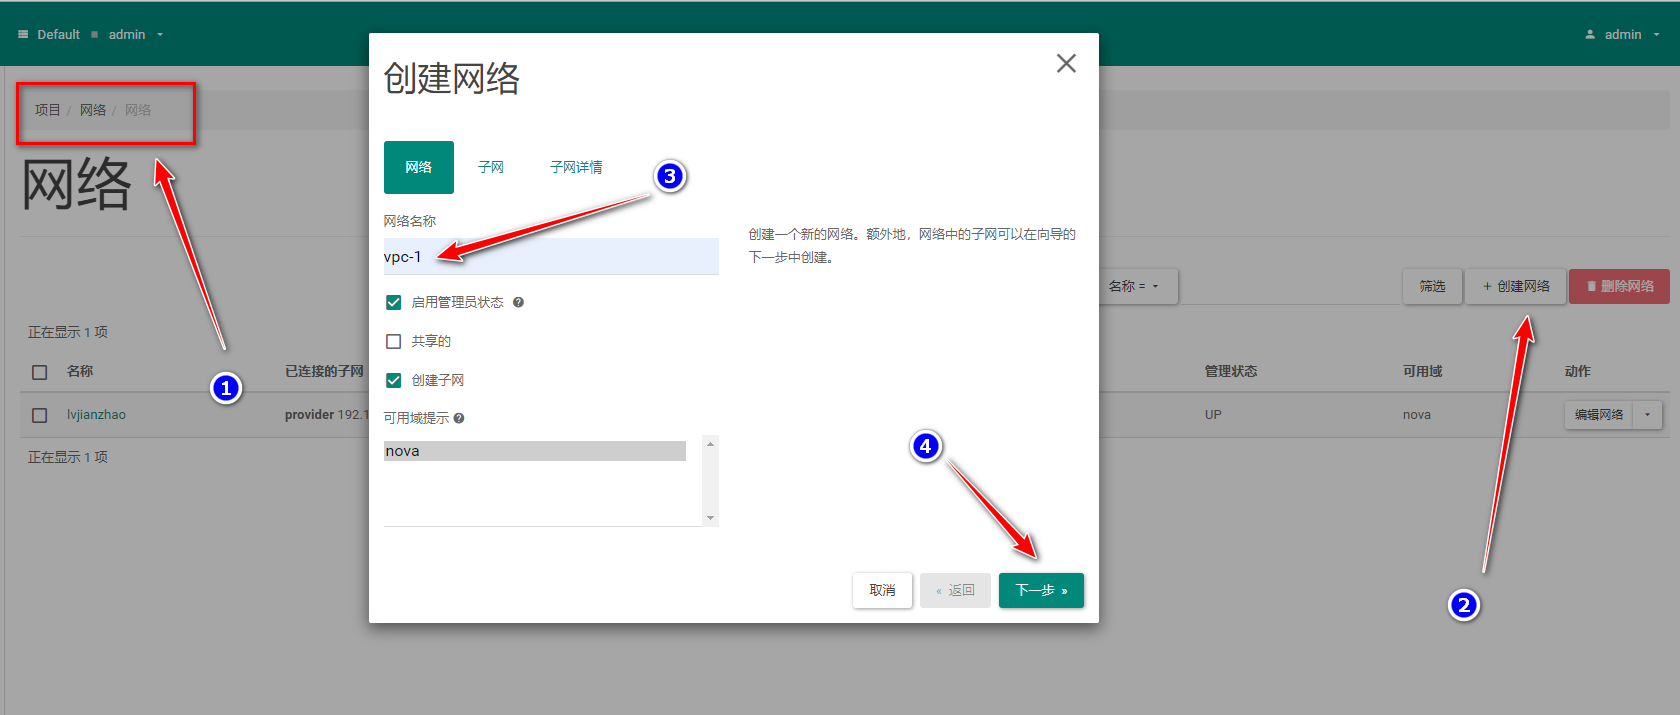 Default admin
admin
项目 / 网络 / 网络
网络
创建网络
网络 子网 子网详情
3
网络名称
vpc-1
创建一个新的网络。额外地，网络中的子网可以在向导的
下一步中创建。
启用管理员状态
共享的
创建子网
可用域提示
nova
取消 « 返回 下一步 »
4
名称 = 筛选 + 创建网络 删除网络
正在显示 1 项
名称 已连接的子网 管理状态 可用域 动作
1
lvjianzhao provider 192.1 UP nova 编辑网络
正在显示 1 项
2